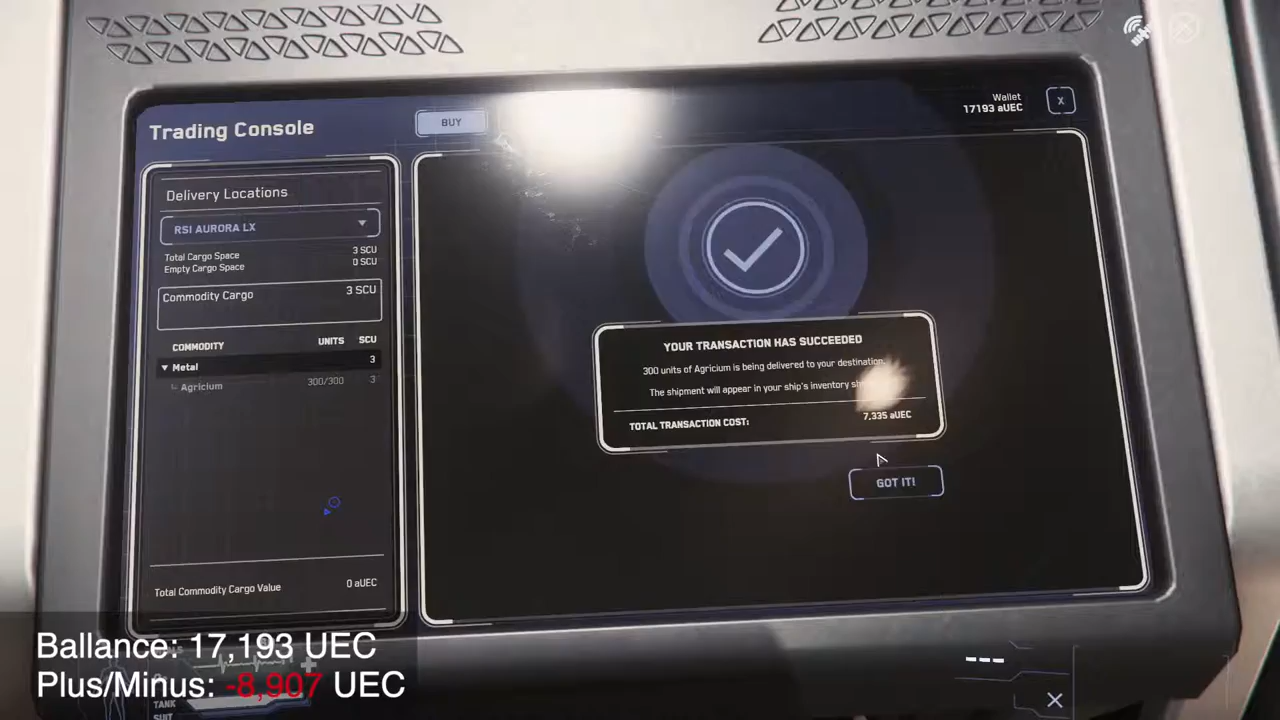 Trading Console
BUY
Wallet
17193 aUEC
X
Delivery Locations
RSI AURORA LX
Total Cargo Space 3 SCU
Empty Cargo Space 0 SCU
Commodity Cargo 3 SCU
COMMODITY UNITS SCU
Metal 3
Agricium 300/300 3
Total Commodity Cargo Value 0 aUEC
YOUR TRANSACTION HAS SUCCEEDED
300 units of Agricium is being delivered to your destination.
The shipment will appear in your ship's inventory
TOTAL TRANSACTION COST: 7,335 aUEC
GOT IT!
Ballance: 17,193 UEC
Plus/Minus: -8,907 UEC
TANK
SUIT